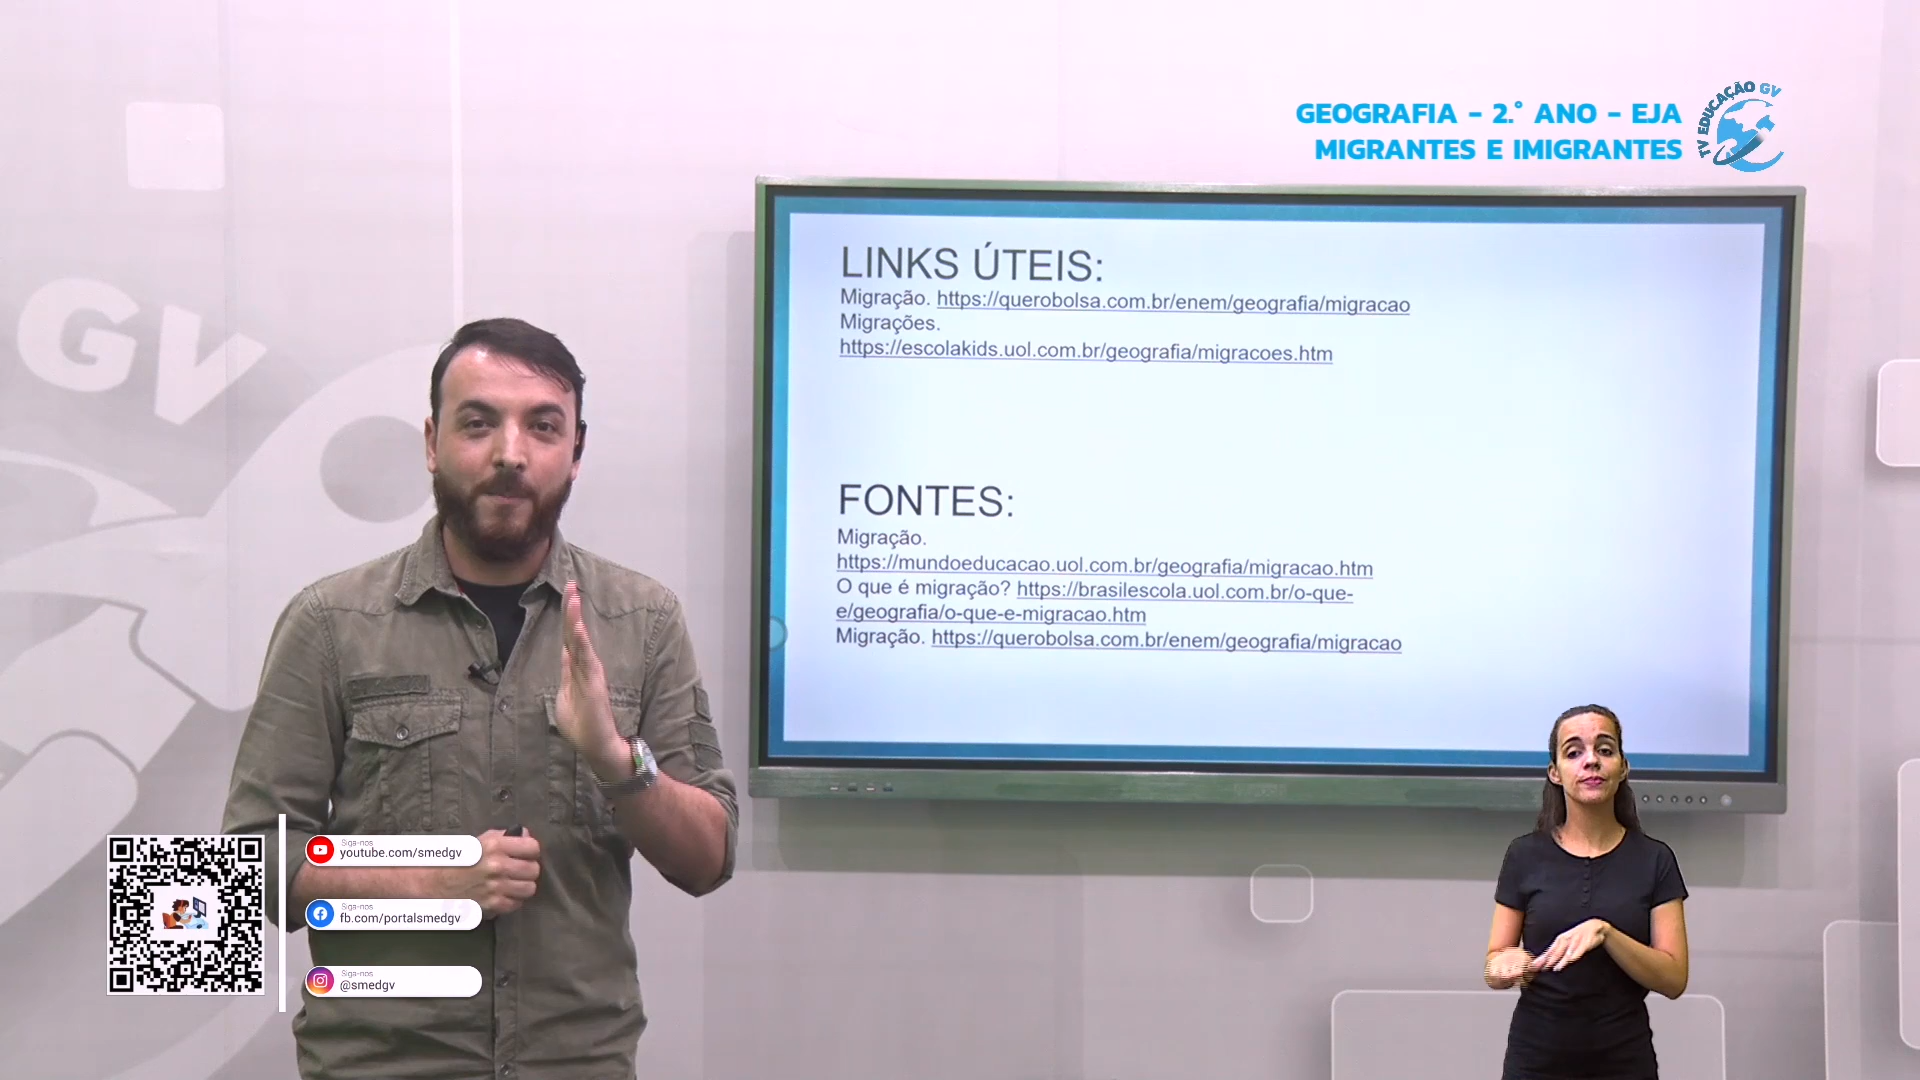 GEOGRAFIA - 2.° ANO - EJA
MIGRANTES E IMIGRANTES
TV EDUCAÇÃO GV
GV
LINKS ÚTEIS:
Migração. https://querobolsa.com.br/enem/geografia/migracao
Migrações.
https://escolakids.uol.com.br/geografia/migracoes.htm
FONTES:
Migração.
https://mundoeducacao.uol.com.br/geografia/migracao.htm
O que é migração? https://brasilescola.uol.com.br/o-que-
e/geografia/o-que-e-migracao.htm
Migração. https://querobolsa.com.br/enem/geografia/migracao
Siga-nos
youtube.com/smedgv
Siga-nos
fb.com/portalsmedgv
Siga-nos
@smedgv